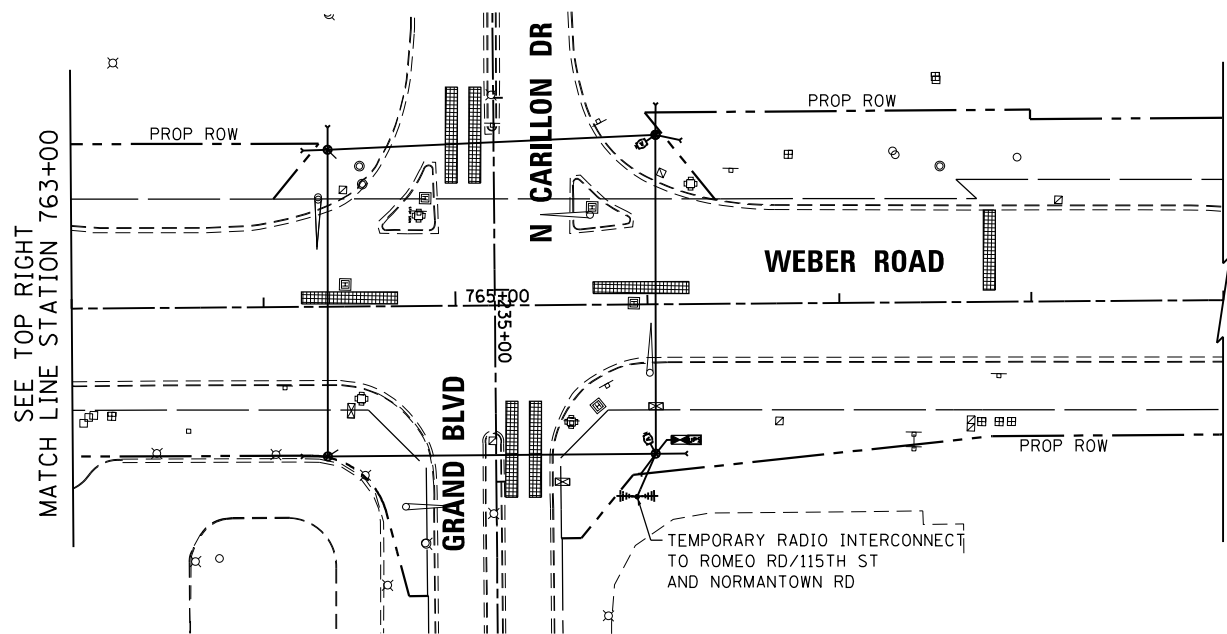 N CARILLON DR
PROP ROW
PROP ROW
SEE TOP RIGHT
MATCH LINE STATION 763+00
WEBER ROAD
765+00
235+00
GRAND BLVD
PROP ROW
TEMPORARY RADIO INTERCONNECT
TO ROMEO RD/115TH ST
AND NORMANTOWN RD